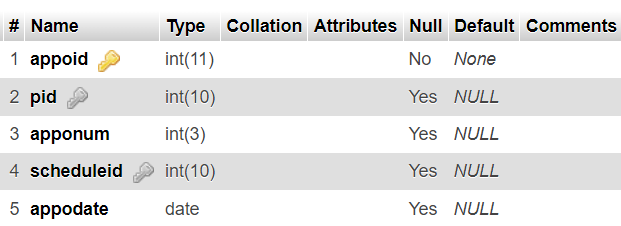 # Name Type Collation Attributes Null Default Comments
1 appoid int(11) No None
2 pid int(10) Yes NULL
3 apponum int(3) Yes NULL
4 scheduleid int(10) Yes NULL
5 appodate date Yes NULL